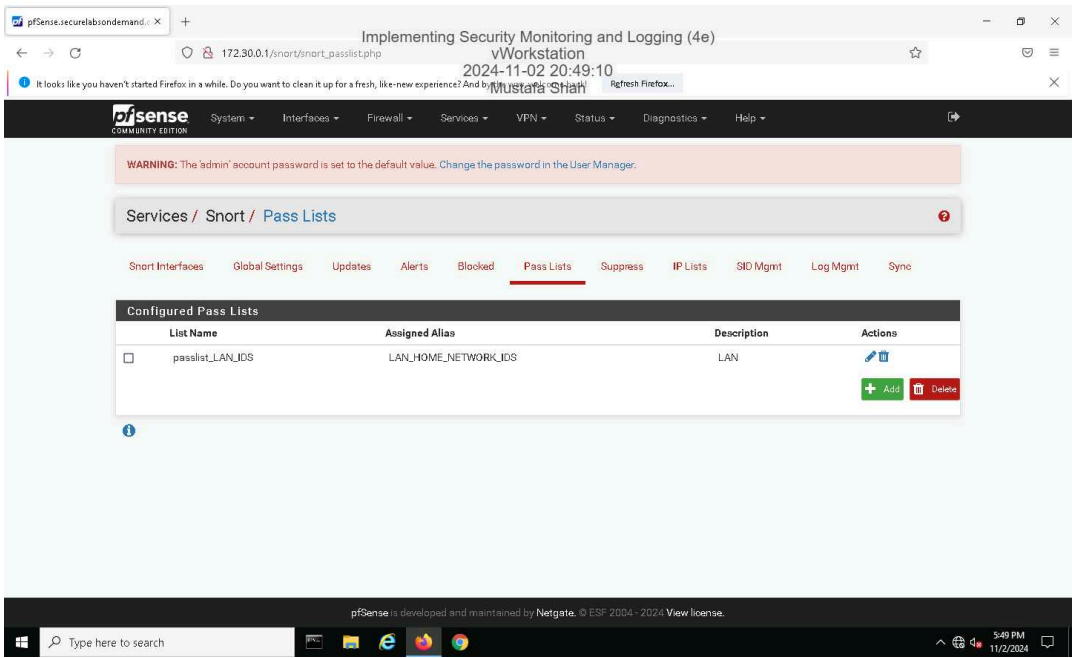 pfSense.securelabsondemand.c
Implementing Security Monitoring and Logging (4e)
vWorkstation
2024-11-02 20:49:10
Mustafa Shah
172.30.0.1/snort/snort_passlist.php
It looks like you haven't started Firefox in a while. Do you want to clean it up for a fresh, like-new experience? And by the way, welcome back! Refresh Firefox...
pfsense
COMMUNITY EDITION
System Interfaces Firewall Services VPN Status Diagnostics Help
WARNING: The 'admin' account password is set to the default value. Change the password in the User Manager.
Services / Snort / Pass Lists
Snort Interfaces Global Settings Updates Alerts Blocked Pass Lists Suppress IP Lists SID Mgmt Log Mgmt Sync
Configured Pass Lists
List Name Assigned Alias Description Actions
passlist_LAN_IDS LAN_HOME_NETWORK_IDS LAN
Add Delete
pfSense is developed and maintained by Netgate. © ESF 2004 - 2024 View license.
Type here to search
5:49 PM
11/2/2024